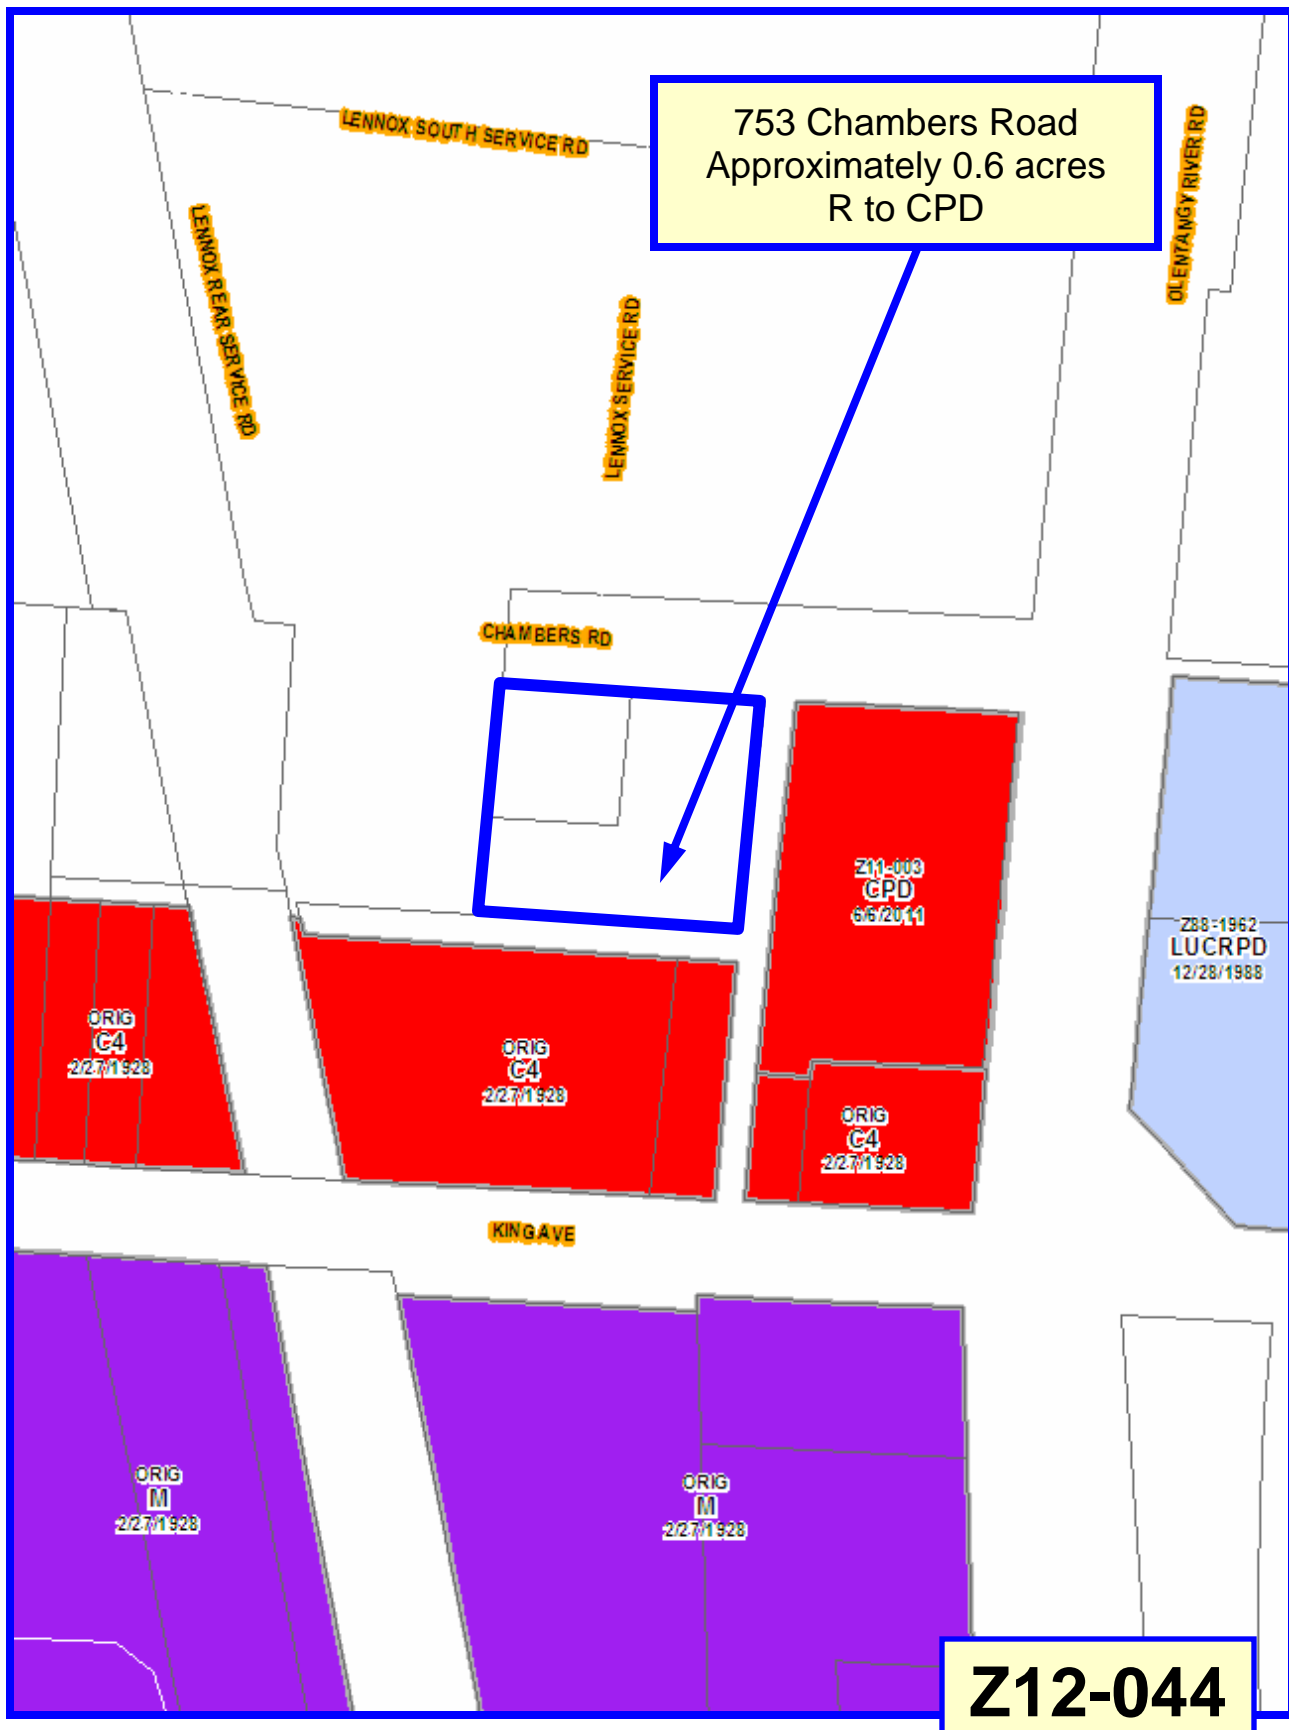 LENNOX SOUTH SERVICE RD
753 Chambers Road
Approximately 0.6 acres
R to CPD
OLENTANGY RIVER RD
LENNOX REAR SERVICE RD
LENNOX SERVICE RD
CHAMBERS RD
Z11-003
CPD
6/6/2011
Z88-1962
LUCRPD
12/28/1988
ORIG
C4
2/27/1928
ORIG
C4
2/27/1928
ORIG
C4
2/27/1928
KING AVE
ORIG
M
2/27/1928
ORIG
M
2/27/1928
Z12-044